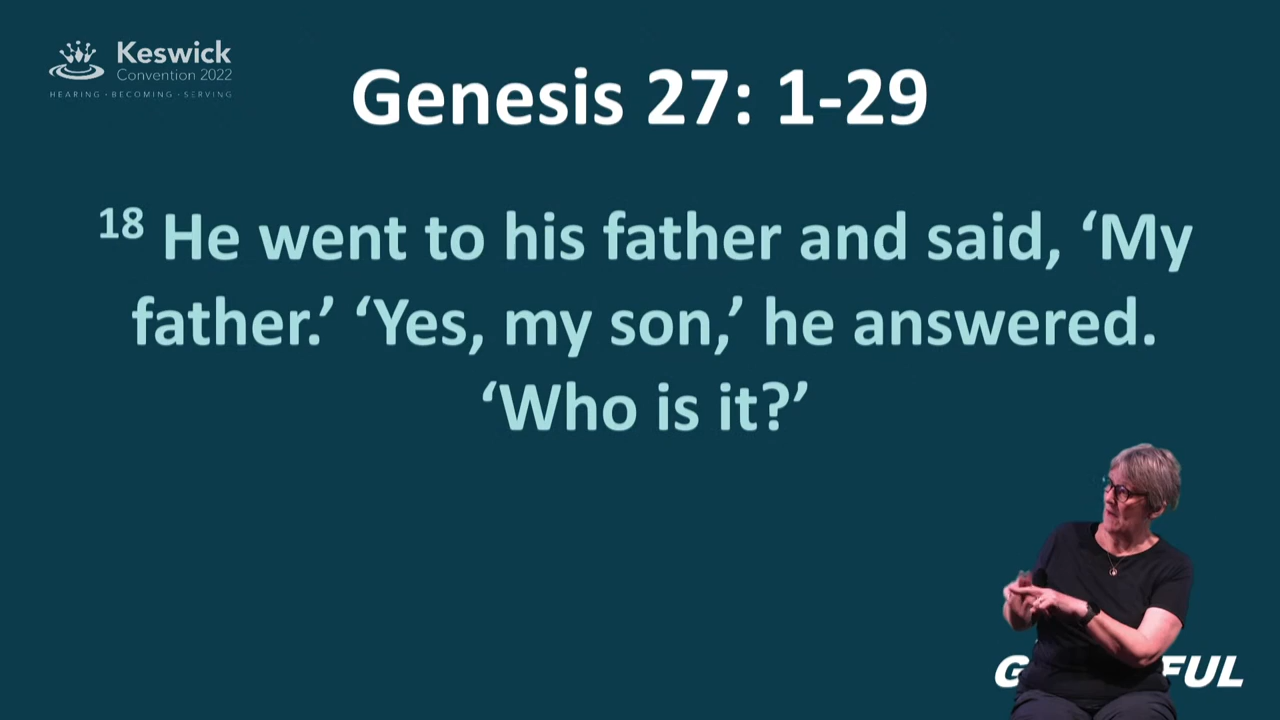 Keswick
Convention 2022
HEARING · BECOMING · SERVING
Genesis 27: 1-29
18 He went to his father and said, ‘My
father.’ ‘Yes, my son,’ he answered.
‘Who is it?’